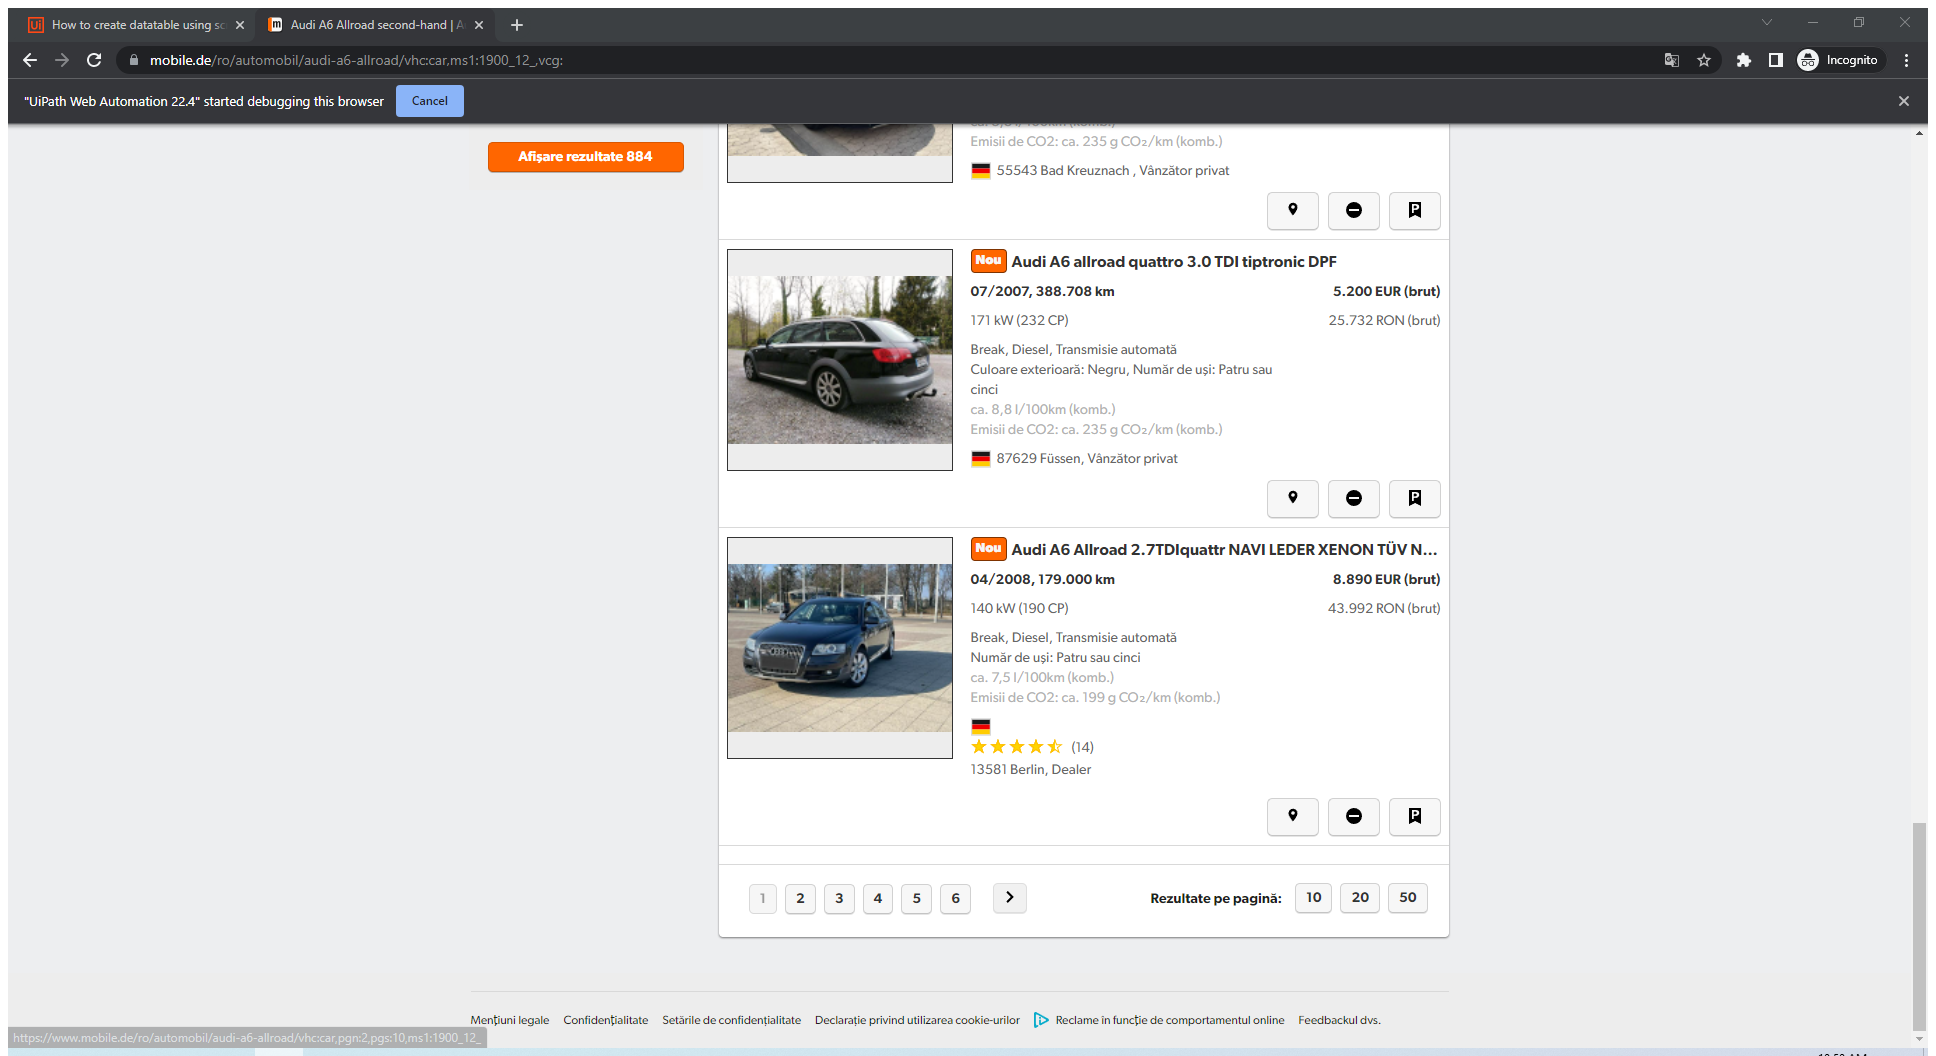 How to create datatable using sc
Audi A6 Allroad second-hand | A
mobile.de/ro/automobil/audi-a6-allroad/vhc:car,ms1:1900_12_,vcg:
Incognito
"UiPath Web Automation 22.4" started debugging this browser
Cancel
Afișare rezultate 884
Emisii de CO2: ca. 235 g CO₂/km (komb.)
55543 Bad Kreuznach , Vânzător privat
Nou Audi A6 allroad quattro 3.0 TDI tiptronic DPF
07/2007, 388.708 km
5.200 EUR (brut)
171 kW (232 CP)
25.732 RON (brut)
Break, Diesel, Transmisie automată
Culoare exterioară: Negru, Număr de uși: Patru sau
cinci
ca. 8,8 l/100km (komb.)
Emisii de CO2: ca. 235 g CO₂/km (komb.)
87629 Füssen, Vânzător privat
Nou Audi A6 Allroad 2.7TDIquattr NAVI LEDER XENON TÜV N...
04/2008, 179.000 km
8.890 EUR (brut)
140 kW (190 CP)
43.992 RON (brut)
Break, Diesel, Transmisie automată
Număr de uși: Patru sau cinci
ca. 7,5 l/100km (komb.)
Emisii de CO2: ca. 199 g CO₂/km (komb.)
(14)
13581 Berlin, Dealer
1 2 3 4 5 6
Rezultate pe pagină: 10 20 50
Mențiuni legale Confidențialitate Setările de confidențialitate Declarație privind utilizarea cookie-urilor Reclame în funcție de comportamentul online Feedbackul dvs.
https://www.mobile.de/ro/automobil/audi-a6-allroad/vhc:car,pgn:2,pgs:10,ms1:1900_12_